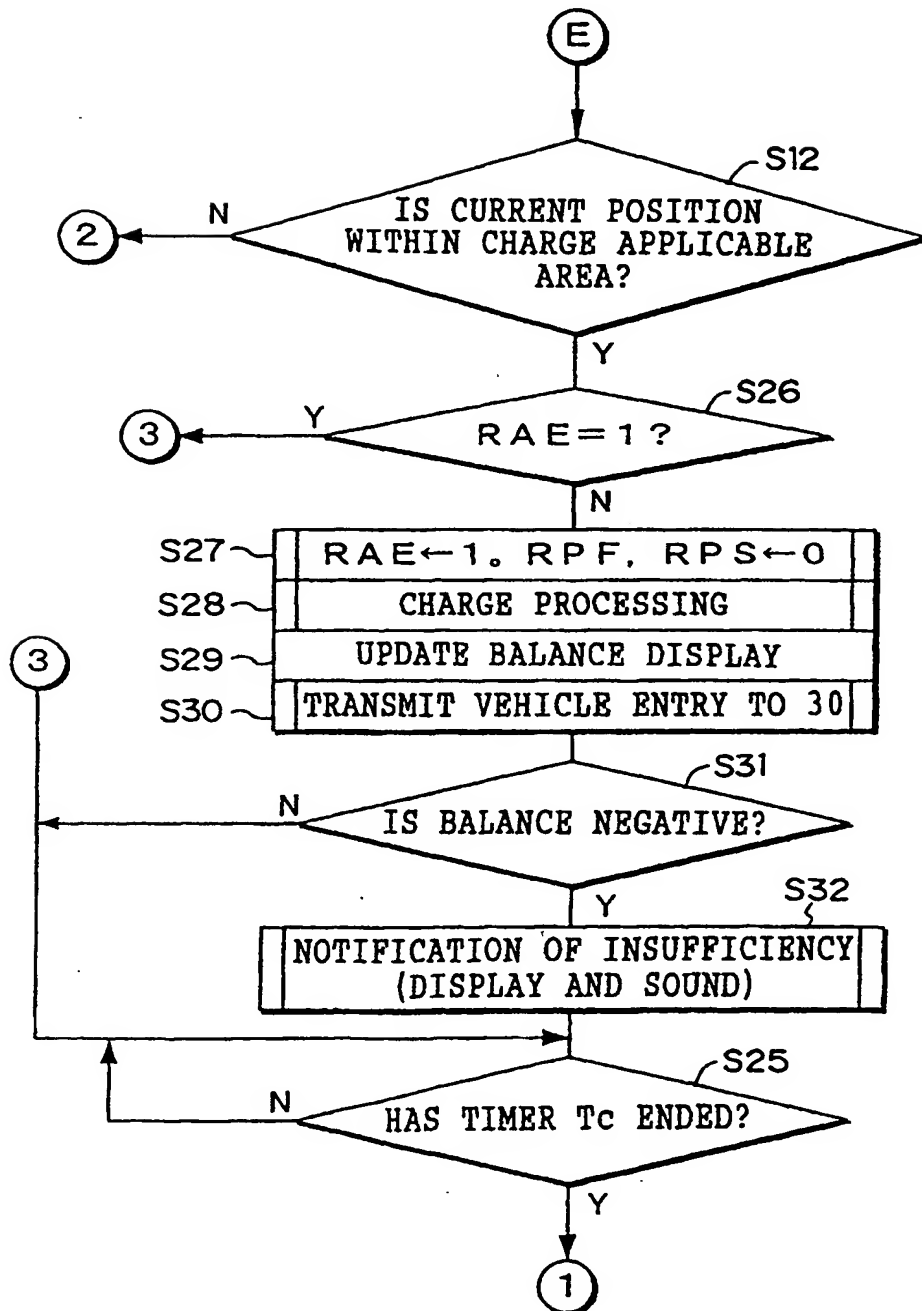 E
S12
IS CURRENT POSITION
WITHIN CHARGE APPLICABLE
AREA?
N
2
Y
S26
RAE=1?
Y
3
N
S27
RAE←1。RPF, RPS←0
S28
CHARGE PROCESSING
3
S29
UPDATE BALANCE DISPLAY
S30
TRANSMIT VEHICLE ENTRY TO 30
S31
N
IS BALANCE NEGATIVE?
Y
S32
NOTIFICATION OF INSUFFICIENCY
(DISPLAY AND SOUND)
S25
N
HAS TIMER Tc ENDED?
Y
1